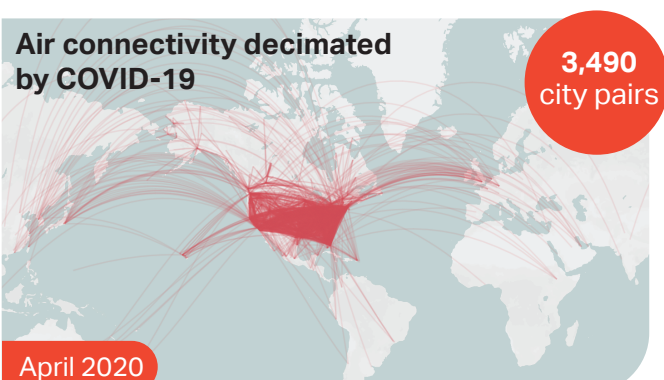 Air connectivity decimated
by COVID-19
3,490
city pairs
April 2020